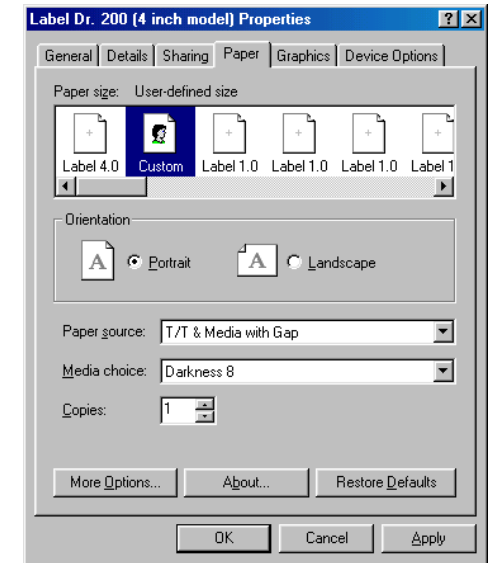 Label Dr. 200 (4 inch model) Properties
General Details Sharing Paper Graphics Device Options
Paper size: User-defined size
Label 4.0 Custom Label 1.0 Label 1.0 Label 1.0 Label 1
Orientation
A Portrait A Landscape
Paper source: T/T & Media with Gap
Media choice: Darkness 8
Copies: 1
More Options... About... Restore Defaults
OK Cancel Apply